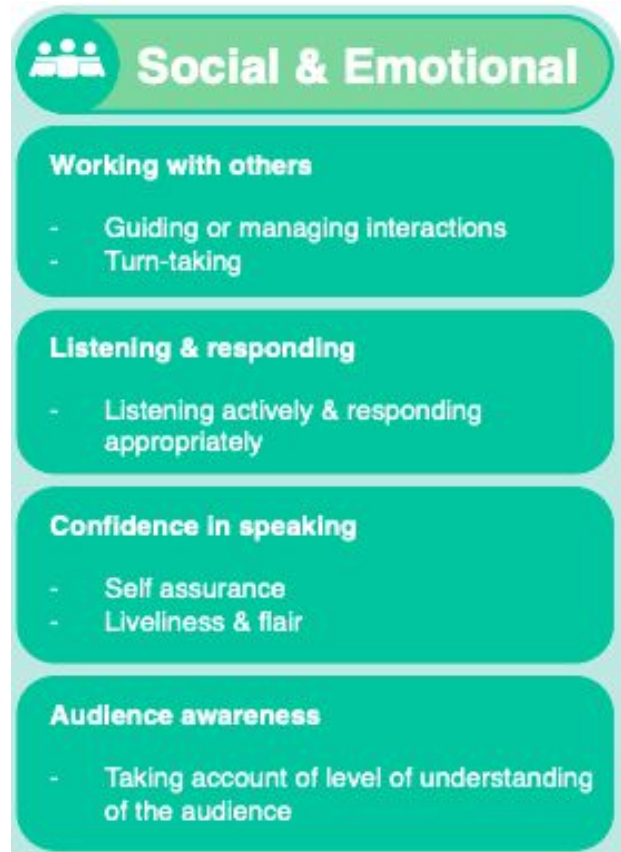 Social & Emotional
Working with others
- Guiding or managing interactions
- Turn-taking
Listening & responding
- Listening actively & responding
appropriately
Confidence in speaking
- Self assurance
- Liveliness & flair
Audience awareness
- Taking account of level of understanding
of the audience